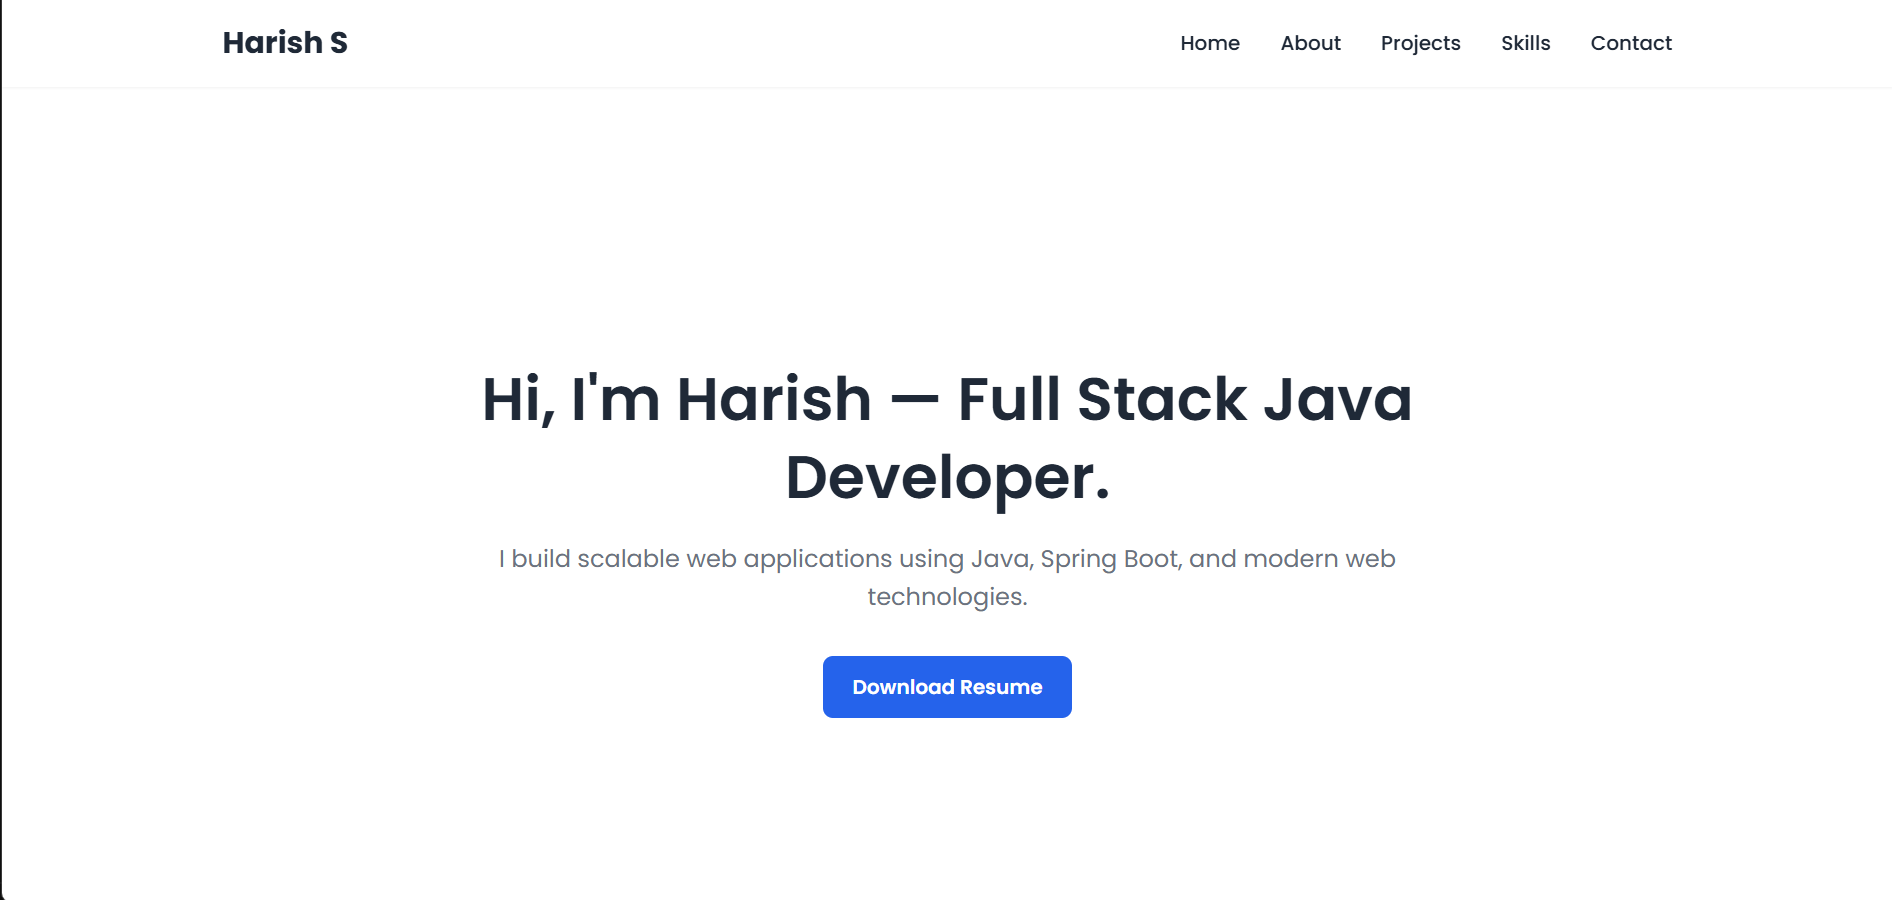 Harish S
Home About Projects Skills Contact
Hi, I'm Harish — Full Stack Java
Developer.
I build scalable web applications using Java, Spring Boot, and modern web
technologies.
Download Resume